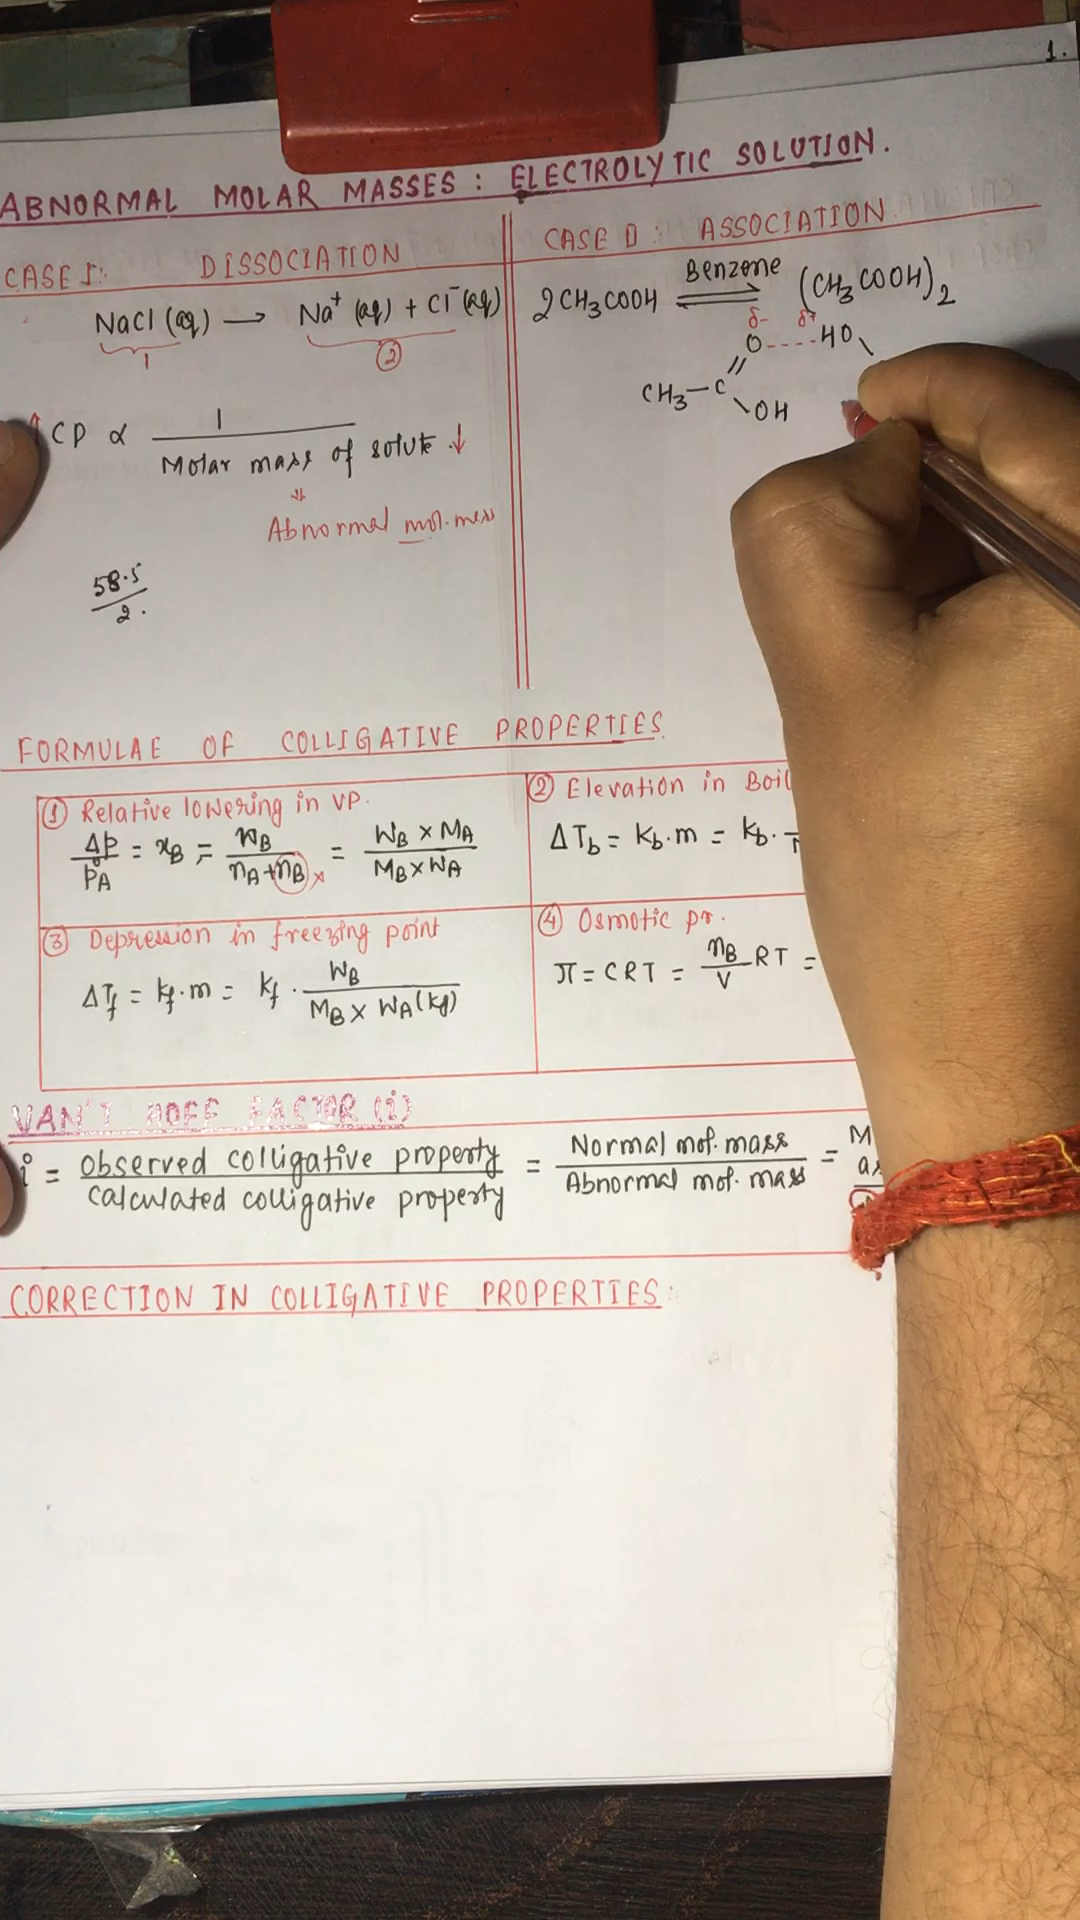 1.
ABNORMAL MOLAR MASSES : ELECTROLYTIC SOLUTION.
CASE I: DISSOCIATION
NaCl (aq) → Na⁺ (aq) + Cl⁻ (aq)
1 ②
↑ CP ∝ 1 / Molar mass of solute ↓
⇓
Abnormal mol. mass
58.5 / 2.
CASE II : ASSOCIATION.
2CH₃COOH ⇌ (CH₃COOH)₂
Benzene
δ- δ+
O----HO
CH₃-C
OH
FORMULAE OF COLLIGATIVE PROPERTIES.
① Relative lowering in VP.
Δp / p°A = xB = nB / nA+nB × = WB × MA / MB × WA
② Elevation in Boil
ΔTb = Kb.m = Kb.
③ Depression in freezing point
ΔTf = Kf.m = Kf . WB / MB × WA(kg)
④ Osmotic pr.
π = CRT = nB / V RT =
VAN'T HOFF FACTOR (i)
i = observed colligative property / calculated colligative property = Normal mol. mass / Abnormal mol. mass =
CORRECTION IN COLLIGATIVE PROPERTIES: